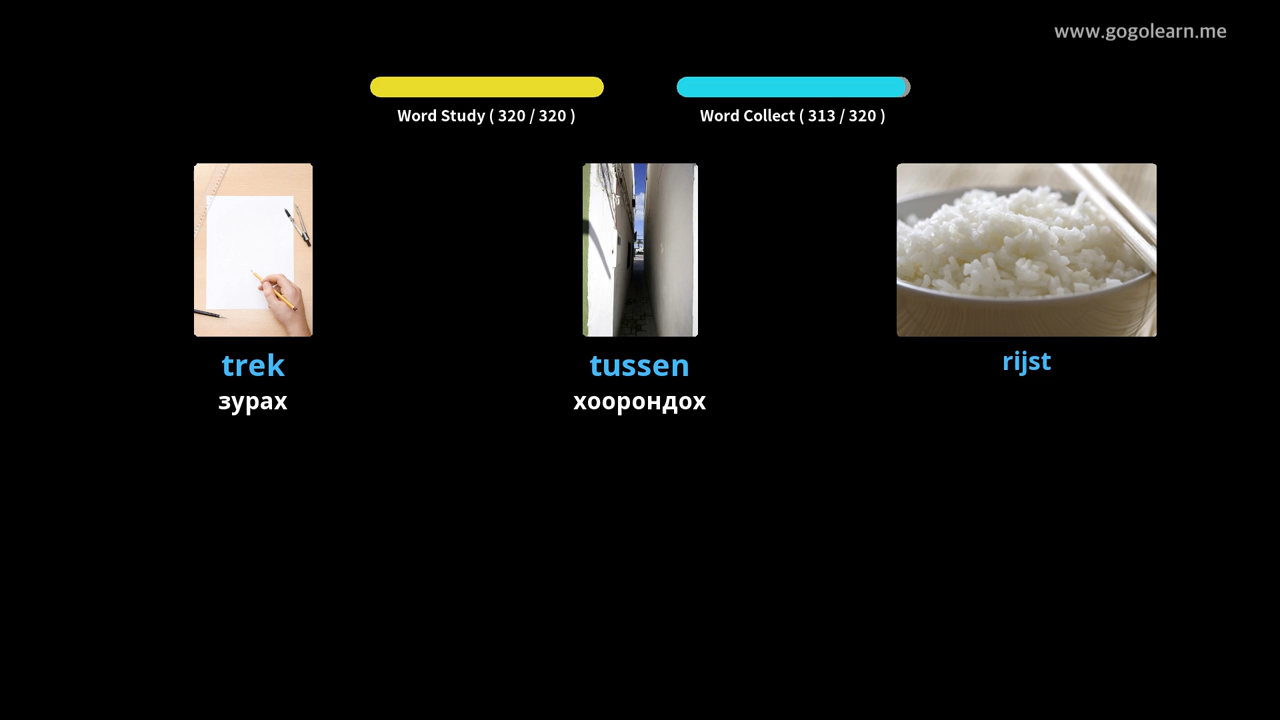 www.gogolearn.me
Word Study ( 320 / 320 )
Word Collect ( 313 / 320 )
trek
зурах
tussen
хоорондох
rijst